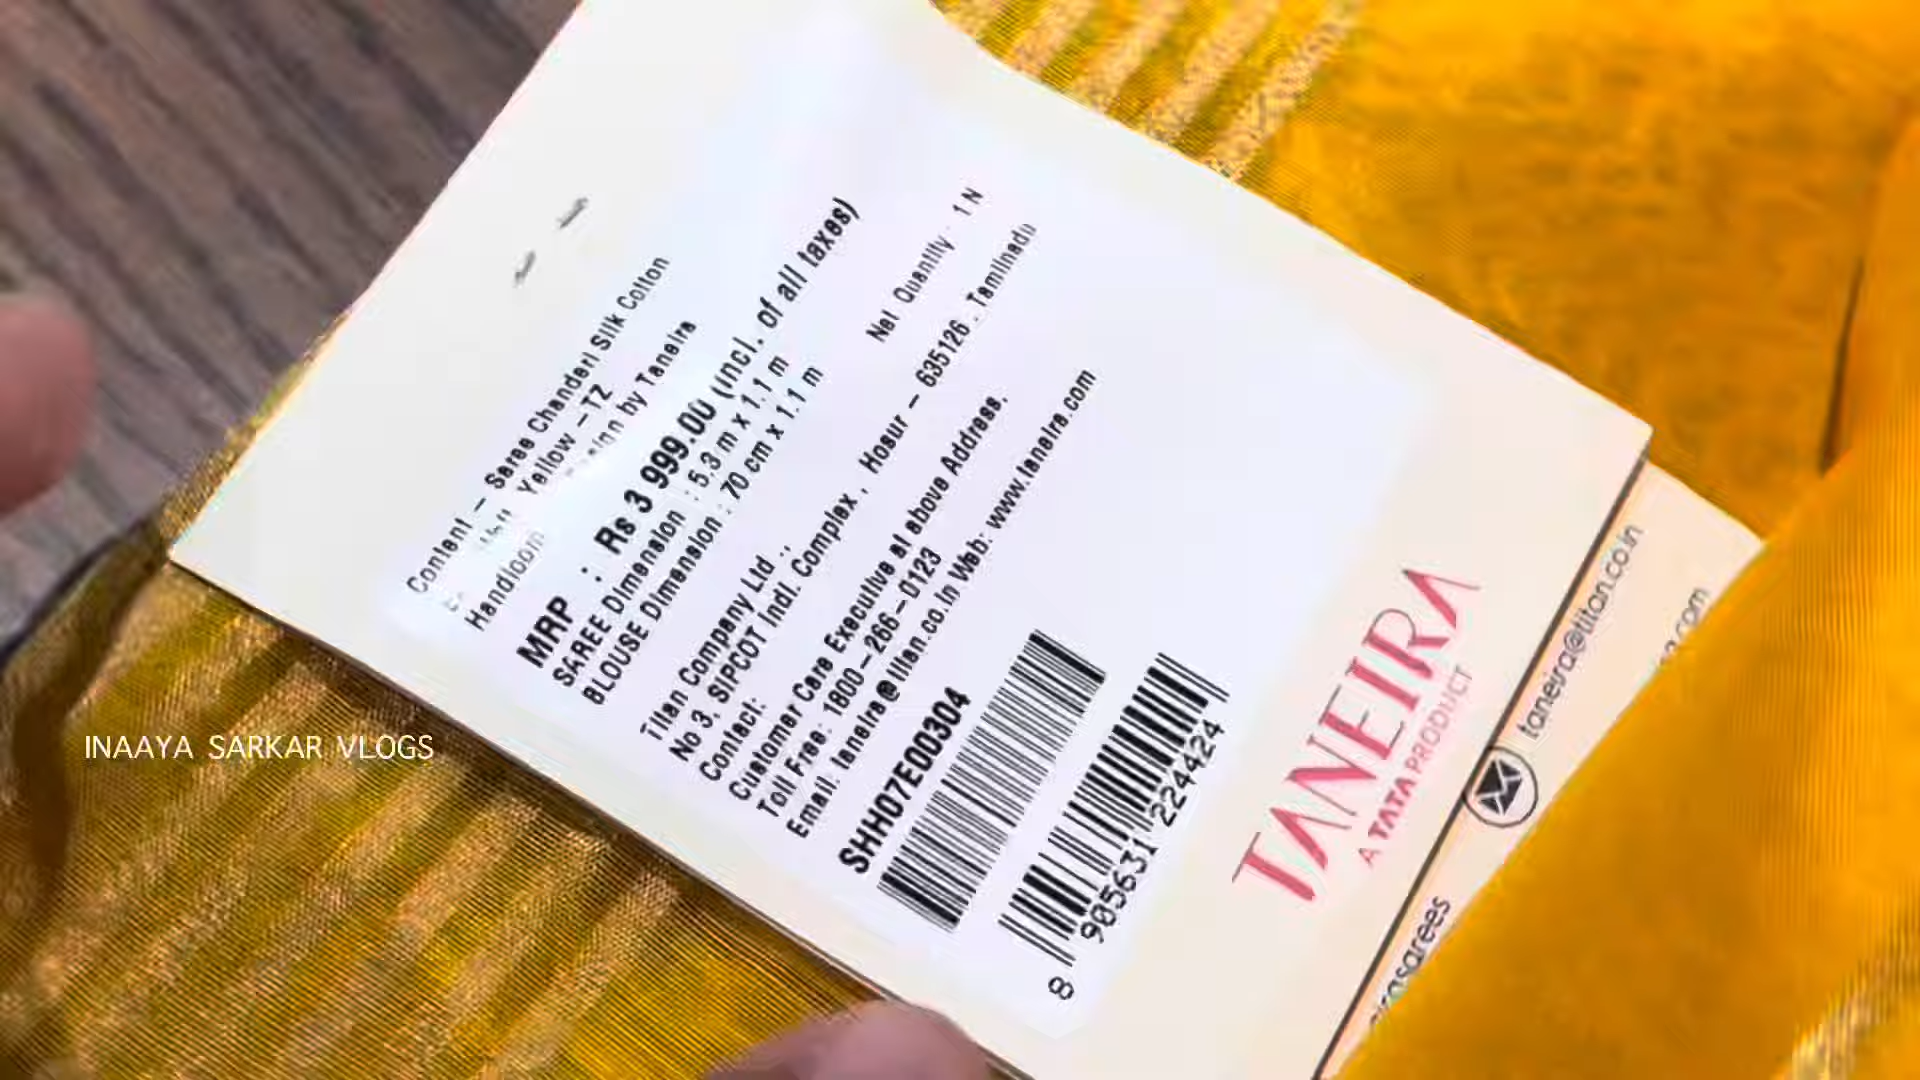 Content – Saree Chanderi Silk Cotton
Yellow – TZ
Handloom Design by Taneira
MRP : Rs 3 999.00 (incl. of all taxes)
SAREE Dimension : 5.3 m x 1.1 m
BLOUSE Dimension : 70 cm x 1.1 m
Net Quantity 1 N
Titan Company Ltd .,
No 3, SIPCOT Indl. Complex , Hosur – 635126 . Tamilnadu
Contact:
Customer Care Executive at above Address,
Toll Free: 1800–266–0123
Email. taneira@titan.co.in Web: www.taneira.com
SHH07E00304
8 905631 224424
TANEIRA
A TATA PRODUCT
taneira@titan.co.in
INAAYA SARKAR VLOGS